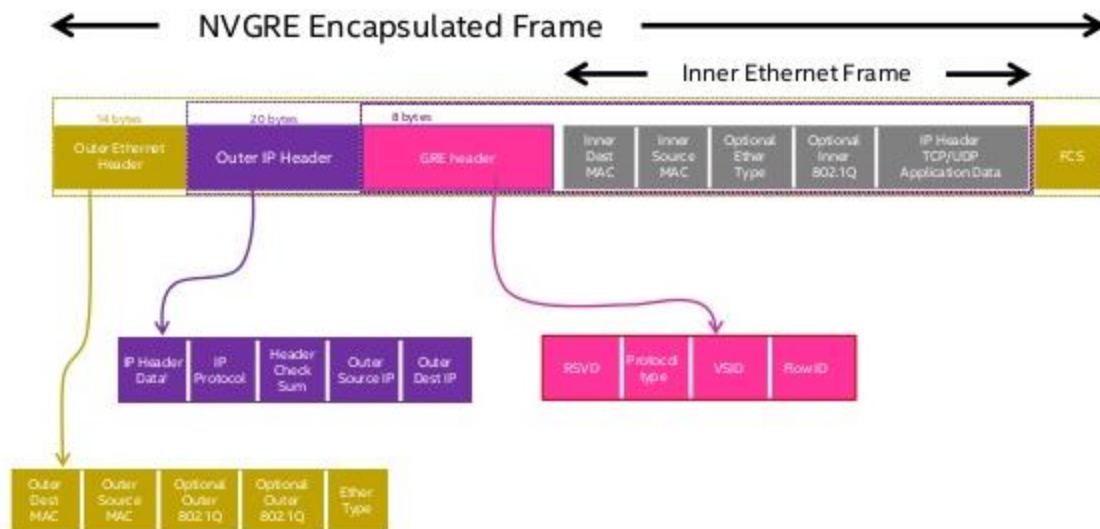 NVGRE Encapsulated Frame
Inner Ethernet Frame
14 bytes
20 bytes
8 bytes
Outer Ethernet
Header
Outer IP Header
GRE header
Inner
Dest
MAC
Inner
Source
MAC
Optional
Ether
Type
Optional
Inner
802.1Q
IP Header
TCP/UDP
Application Data
FCS
IP Header
Data'
IP
Protocol
Header
Check
Sum
Outer
Source IP
Outer
Dest IP
RSVD
Protocol
type
VSID
Flow ID
Outer
Dest
MAC
Outer
Source
MAC
Optional
Outer
802.1Q
Optional
Outer
802.1Q
Ether
Type